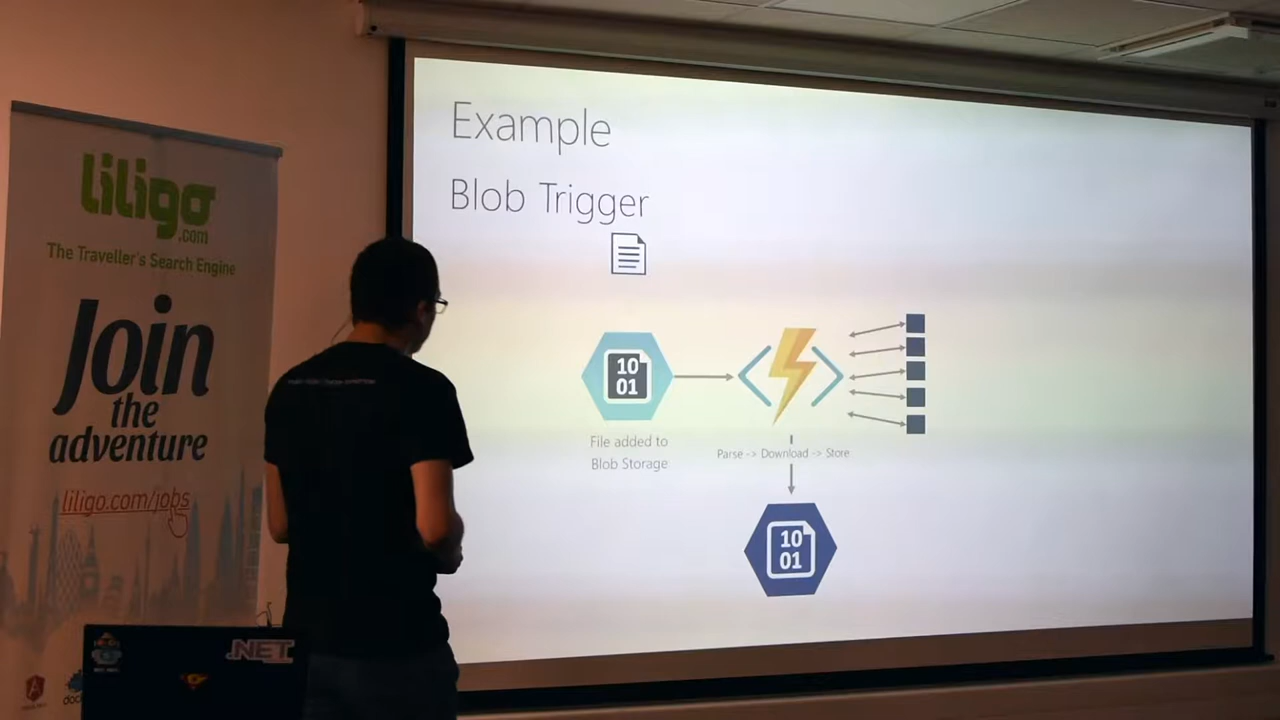 liligo
.com
The Traveller's Search Engine
Join
the
adventure
liligo.com/jobs
.NET
Example
Blob Trigger
10
01
File added to
Blob Storage
Parse -> Download -> Store
10
01